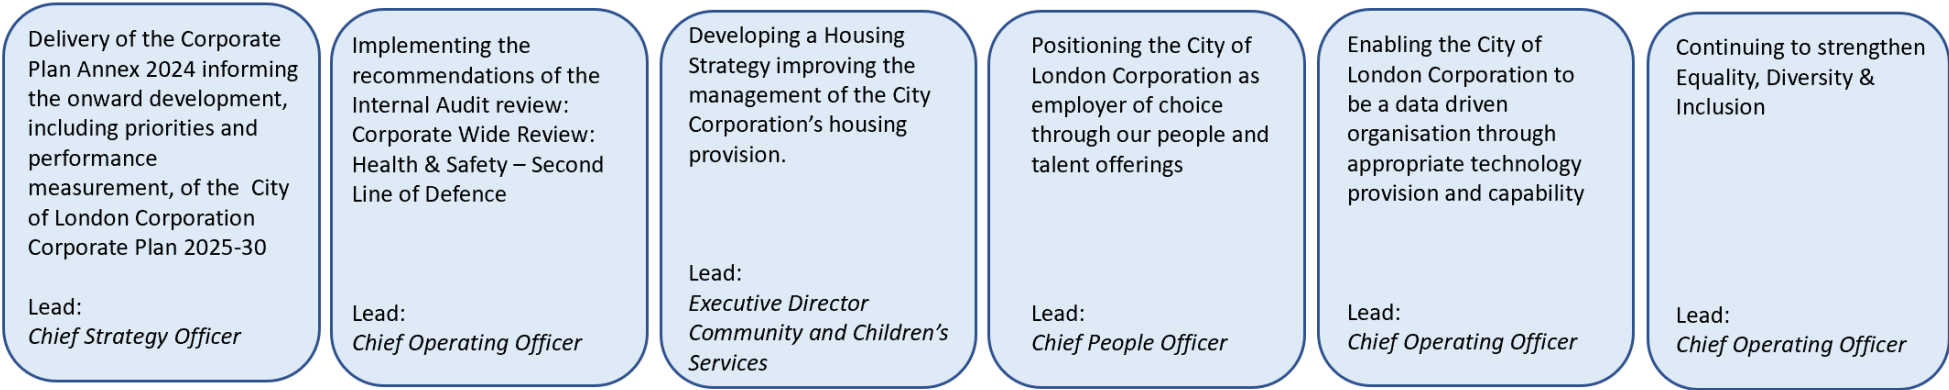 Delivery of the Corporate
Plan Annex 2024 informing
the onward development,
including priorities and
performance
measurement, of the  City
of London Corporation
Corporate Plan 2025-30
Lead:
Chief Strategy Officer
Implementing the
recommendations of the
Internal Audit review:
Corporate Wide Review:
Health & Safety – Second
Line of Defence
Lead:
Chief Operating Officer
Developing a Housing
Strategy improving the
management of the City
Corporation’s housing
provision.
Lead:
Executive Director
Community and Children’s
Services
Positioning the City of
London Corporation as
employer of choice
through our people and
talent offerings
Lead:
Chief People Officer
Enabling the City of
London Corporation to
be a data driven
organisation through
appropriate technology
provision and capability
Lead:
Chief Operating Officer
Continuing to strengthen
Equality, Diversity &
Inclusion
Lead:
Chief Operating Officer